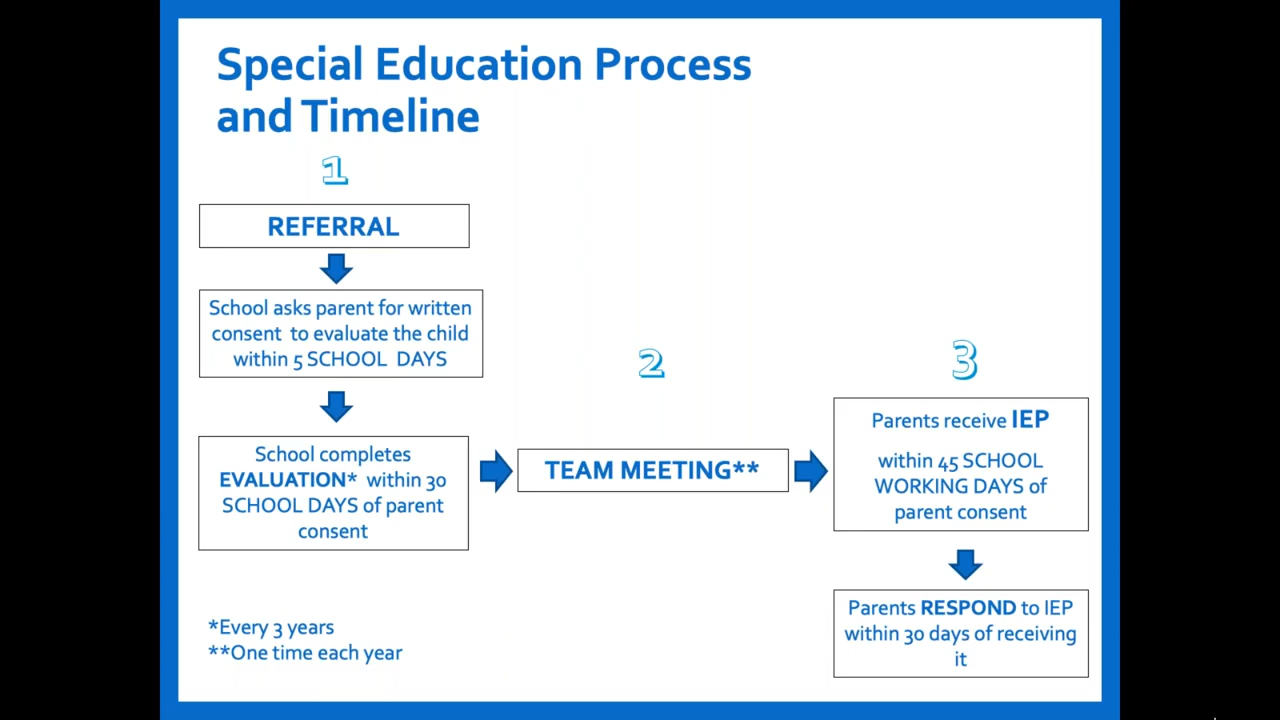 Special Education Process
and Timeline
1
REFERRAL
School asks parent for written
consent to evaluate the child
within 5 SCHOOL DAYS
School completes
EVALUATION* within 30
SCHOOL DAYS of parent
consent
*Every 3 years
**One time each year
2
TEAM MEETING**
3
Parents receive IEP
within 45 SCHOOL
WORKING DAYS of
parent consent
Parents RESPOND to IEP
within 30 days of receiving
it